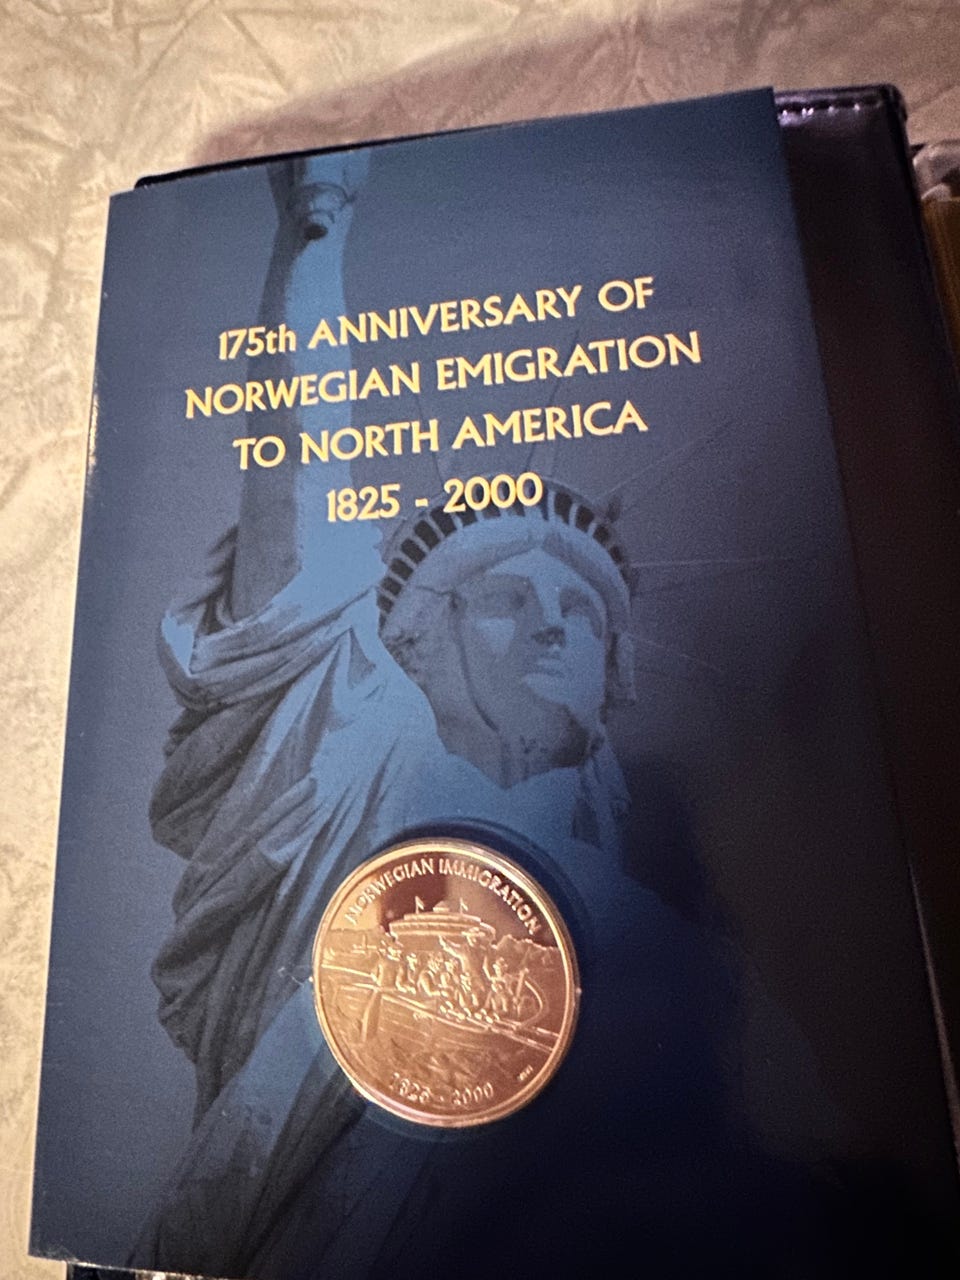 175th ANNIVERSARY OF
NORWEGIAN EMIGRATION
TO NORTH AMERICA
1825 - 2000
NORWEGIAN IMMIGRATION
1825 - 2000